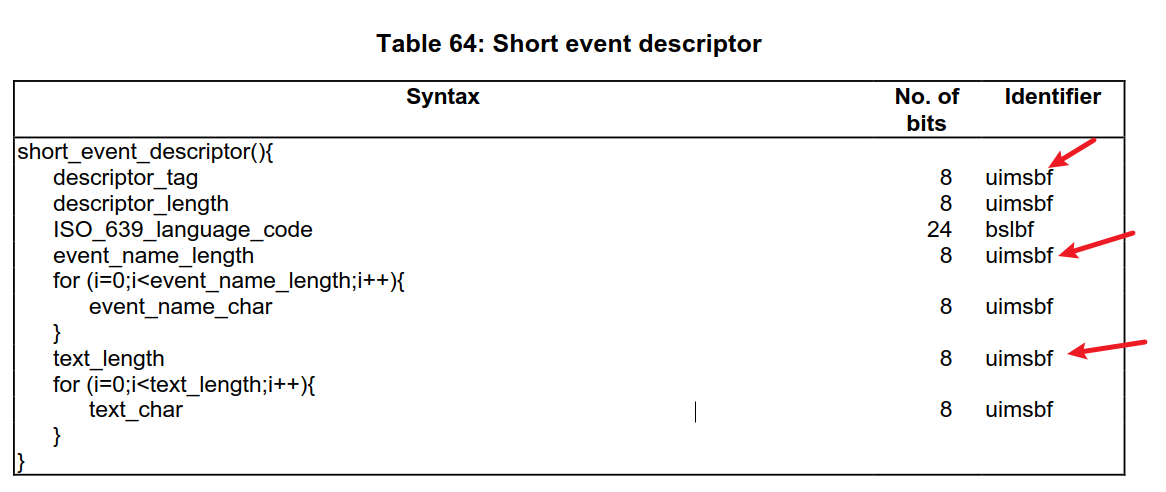 Table 64: Short event descriptor
Syntax No. of bits Identifier
short_event_descriptor(){
descriptor_tag 8 uimsbf
descriptor_length 8 uimsbf
ISO_639_language_code 24 bslbf
event_name_length 8 uimsbf
for (i=0;i<event_name_length;i++){
event_name_char 8 uimsbf
}
text_length 8 uimsbf
for (i=0;i<text_length;i++){
text_char 8 uimsbf
}
}